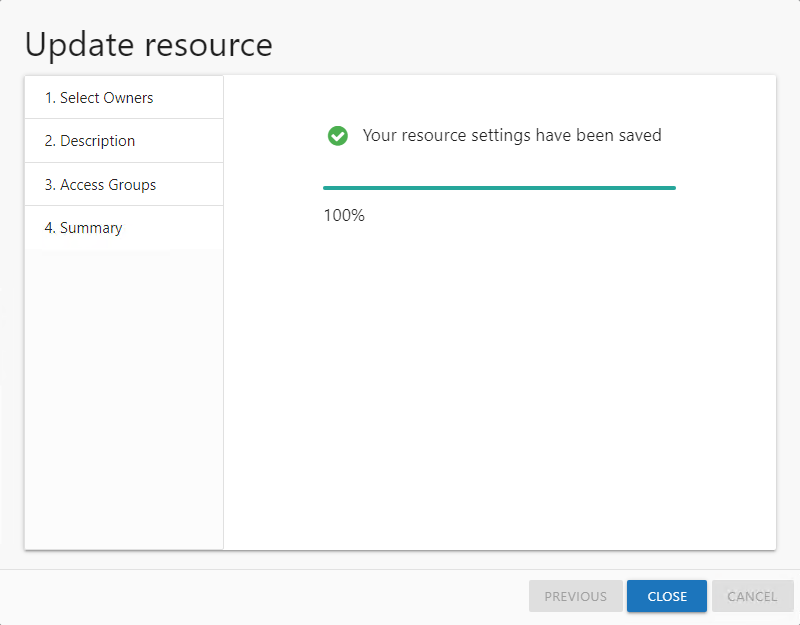 Update resource
1. Select Owners
2. Description
3. Access Groups
4. Summary
Your resource settings have been saved
100%
PREVIOUS
CLOSE
CANCEL